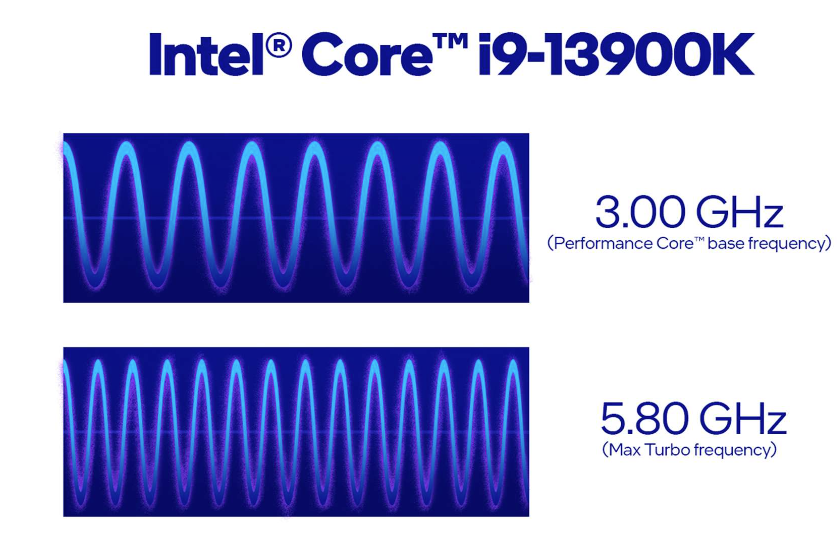 Intel® Core™ i9-13900K
3.00 GHz
(Performance Core™ base frequency)
5.80 GHz
(Max Turbo frequency)